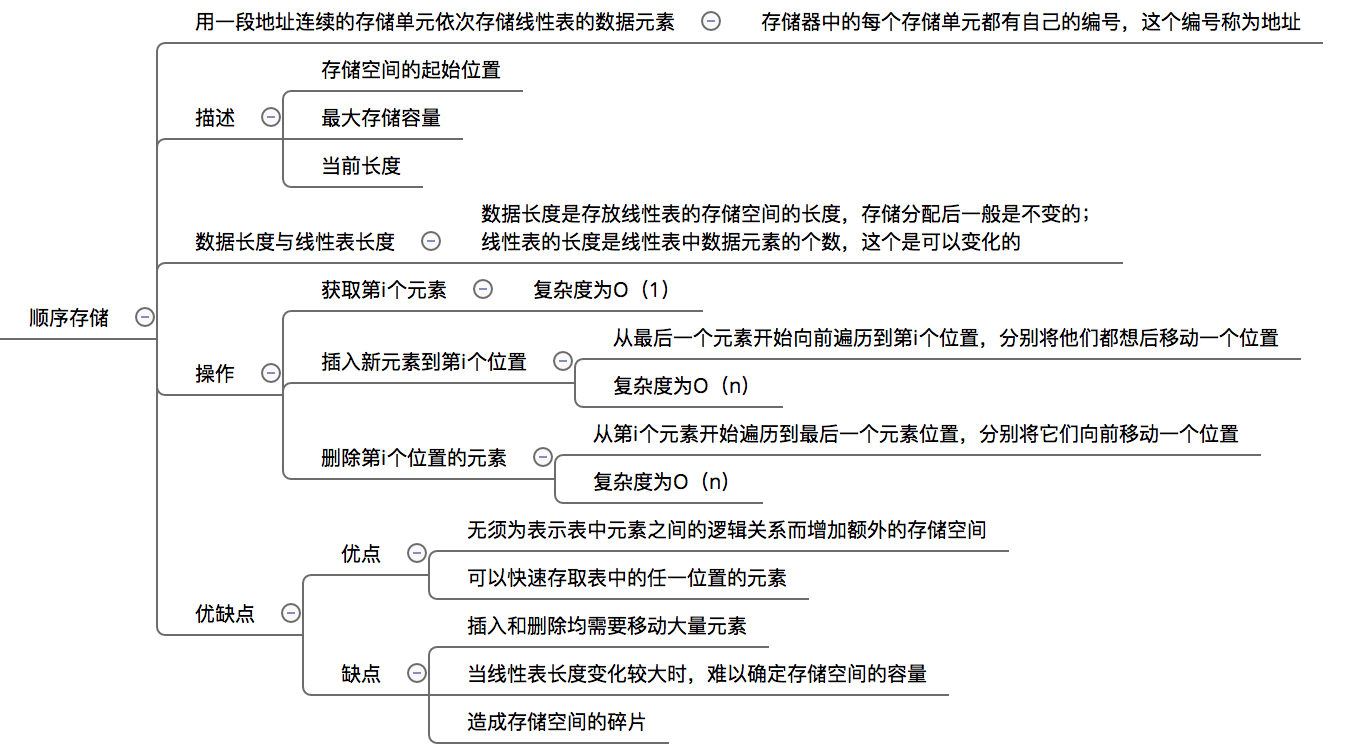 用一段地址连续的存储单元依次存储线性表的数据元素
存储器中的每个存储单元都有自己的编号，这个编号称为地址
存储空间的起始位置
描述
最大存储容量
当前长度
数据长度与线性表长度
数据长度是存放线性表的存储空间的长度，存储分配后一般是不变的；
线性表的长度是线性表中数据元素的个数，这个是可以变化的
顺序存储
获取第i个元素
复杂度为O（1）
操作
插入新元素到第i个位置
从最后一个元素开始向前遍历到第i个位置，分别将他们都想后移动一个位置
复杂度为O（n）
删除第i个位置的元素
从第i个元素开始遍历到最后一个元素位置，分别将它们向前移动一个位置
复杂度为O（n）
优缺点
优点
无须为表示表中元素之间的逻辑关系而增加额外的存储空间
可以快速存取表中的任一位置的元素
缺点
插入和删除均需要移动大量元素
当线性表长度变化较大时，难以确定存储空间的容量
造成存储空间的碎片